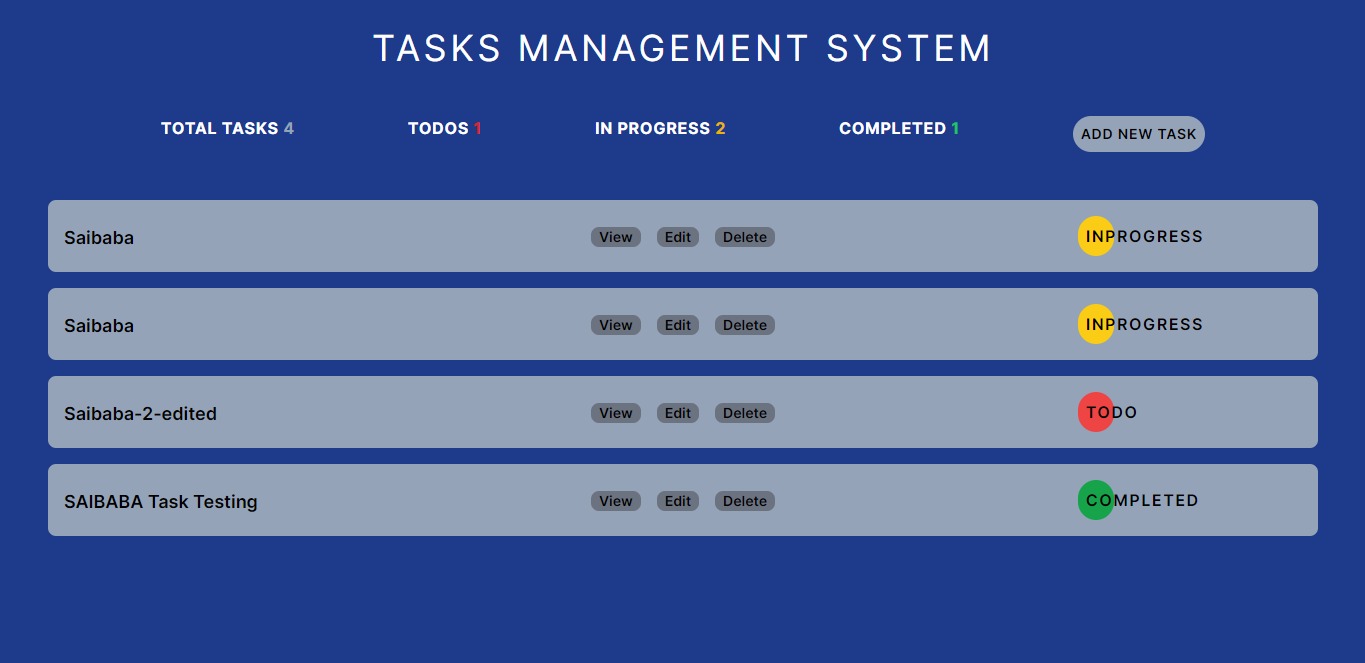 TASKS MANAGEMENT SYSTEM
TOTAL TASKS 4 TODOS 1 IN PROGRESS 2 COMPLETED 1 ADD NEW TASK
Saibaba View Edit Delete INPROGRESS
Saibaba View Edit Delete INPROGRESS
Saibaba-2-edited View Edit Delete TODO
SAIBABA Task Testing View Edit Delete COMPLETED